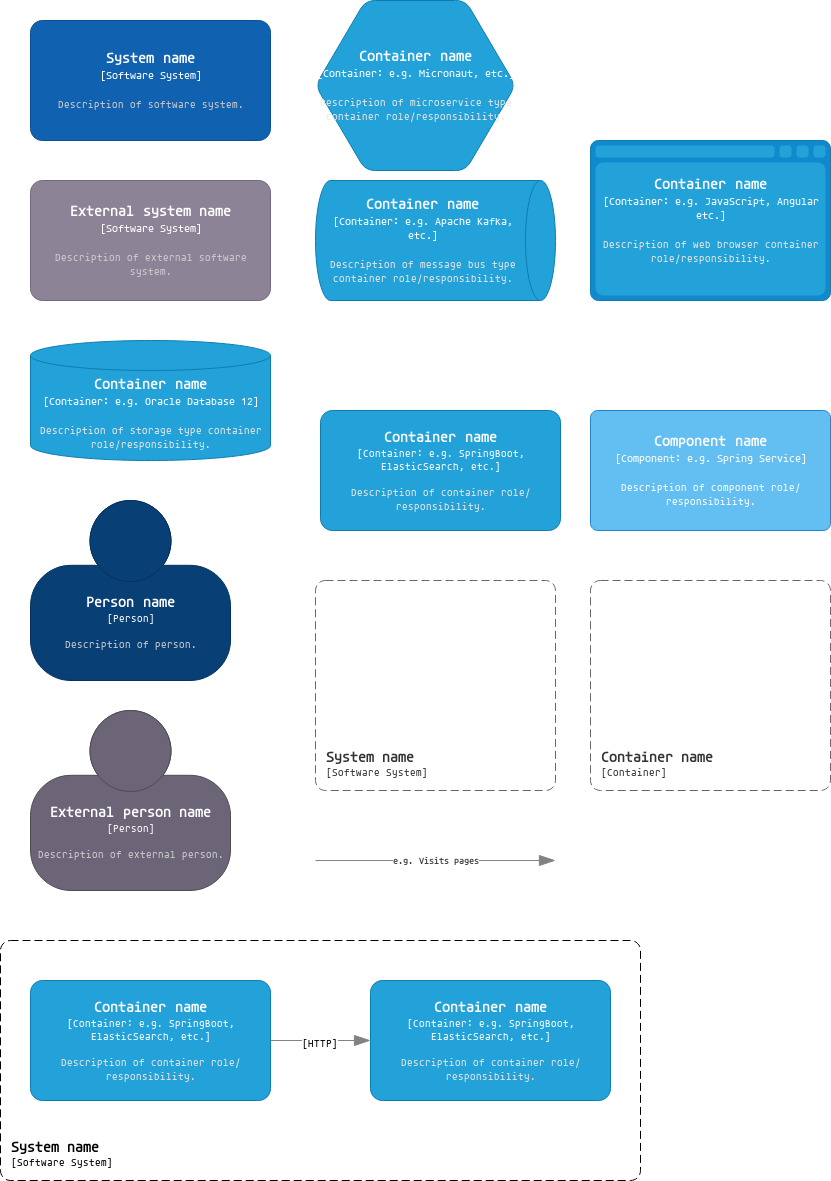 System name
[Software System]
Description of software system.
Container name
[Container: e.g. Micronaut, etc.]
Description of microservice type
container role/responsibility.
External system name
[Software System]
Description of external software
system.
Container name
[Container: e.g. Apache Kafka,
etc.]
Description of message bus type
container role/responsibility.
Container name
[Container: e.g. JavaScript, Angular
etc.]
Description of web browser container
role/responsibility.
Container name
[Container: e.g. Oracle Database 12]
Description of storage type container
role/responsibility.
Container name
[Container: e.g. SpringBoot,
ElasticSearch, etc.]
Description of container role/
responsibility.
Component name
[Component: e.g. Spring Service]
Description of component role/
responsibility.
Person name
[Person]
Description of person.
System name
[Software System]
Container name
[Container]
External person name
[Person]
Description of external person.
e.g. Visits pages
Container name
[Container: e.g. SpringBoot,
ElasticSearch, etc.]
Description of container role/
responsibility.
[HTTP]
Container name
[Container: e.g. SpringBoot,
ElasticSearch, etc.]
Description of container role/
responsibility.
System name
[Software System]